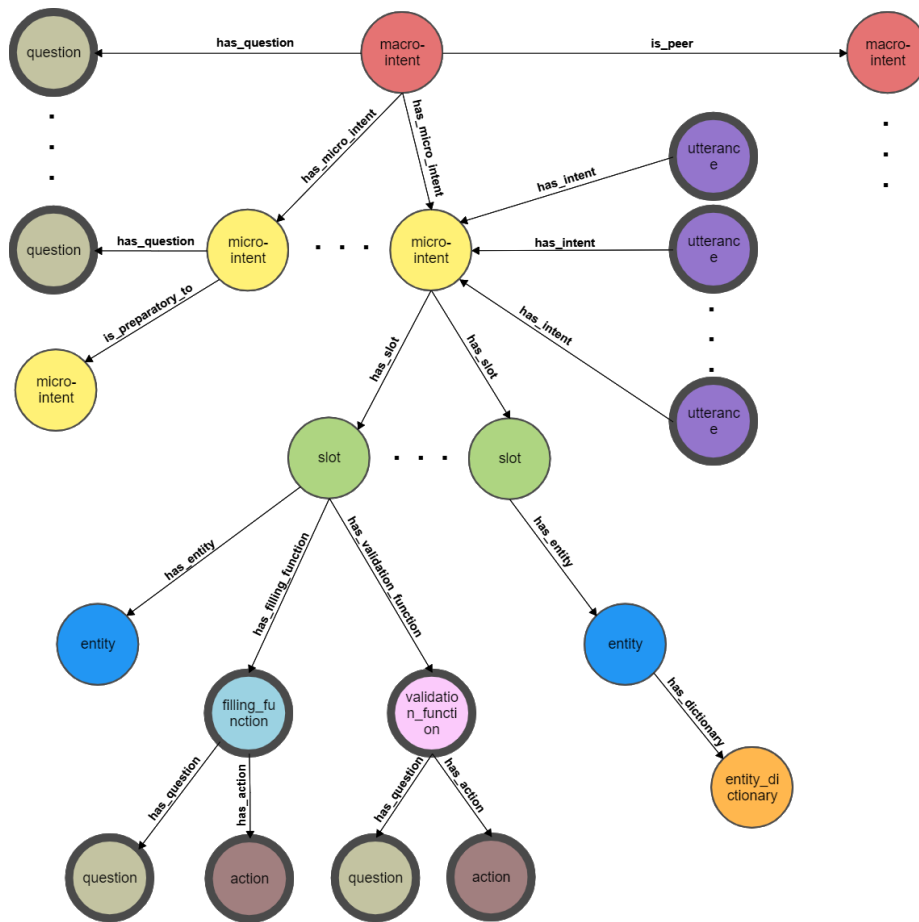 question
has_question
macro-
intent
is_peer
macro-
intent
has_micro_intent
has_micro_intent
utteranc
e
has_intent
question
has_question
micro-
intent
micro-
intent
has_intent
utteranc
e
is_preparatory_to
has_intent
micro-
intent
has_slot
has_slot
utteranc
e
slot
slot
has_entity
has_filling_function
has_validation_function
has_entity
entity
entity
filling_fu
nction
validatio
n_functi
on
has_dictionary
entity_di
ctionary
has_question
has_action
has_question
has_action
question
action
question
action